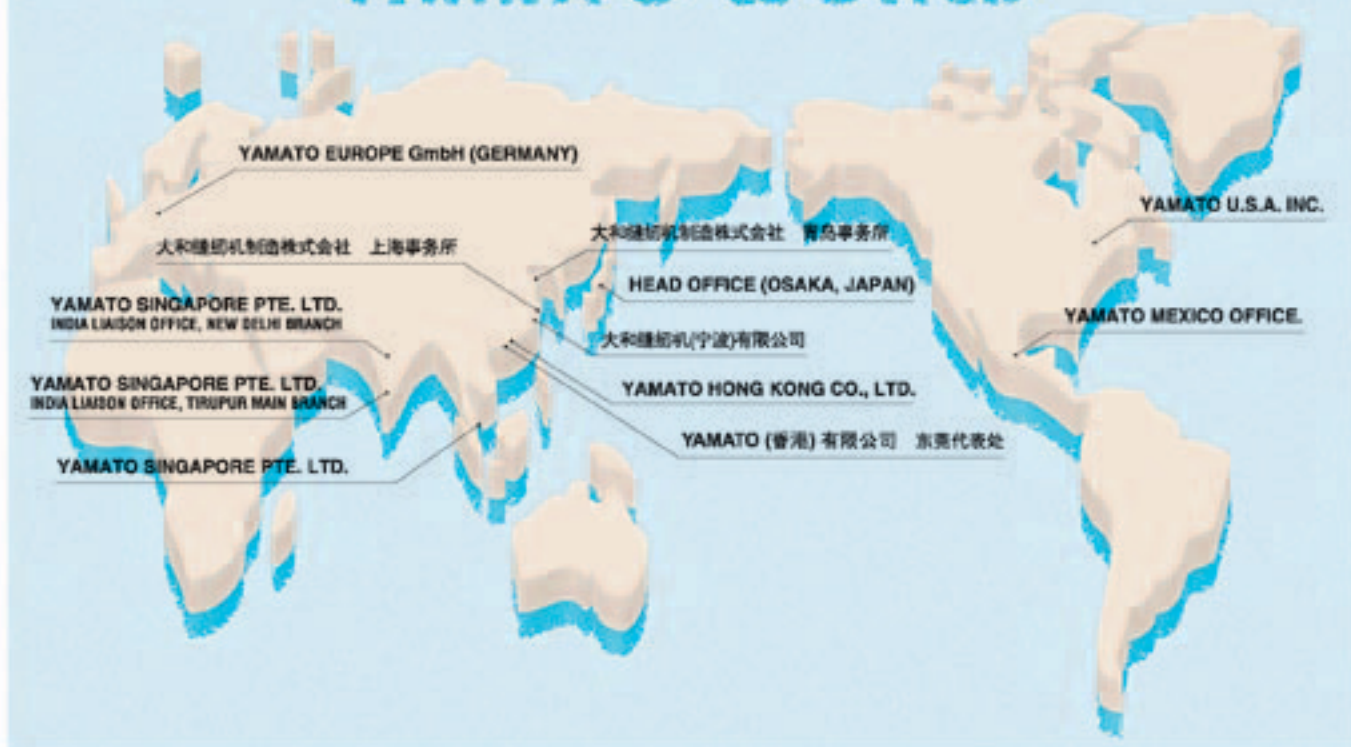 YAMATO EUROPE GmbH (GERMANY)
YAMATO U.S.A. INC.
大和缝纫机制造株式会社 上海事务所
大和缝纫机制造株式会社 青岛事务所
HEAD OFFICE (OSAKA, JAPAN)
YAMATO SINGAPORE PTE. LTD.
INDIA LIAISON OFFICE, NEW DELHI BRANCH
YAMATO MEXICO OFFICE.
大和缝纫机(宁波)有限公司
YAMATO SINGAPORE PTE. LTD.
INDIA LIAISON OFFICE, TIRUPUR MAIN BRANCH
YAMATO HONG KONG CO., LTD.
YAMATO (香港) 有限公司 东莞代表处
YAMATO SINGAPORE PTE. LTD.